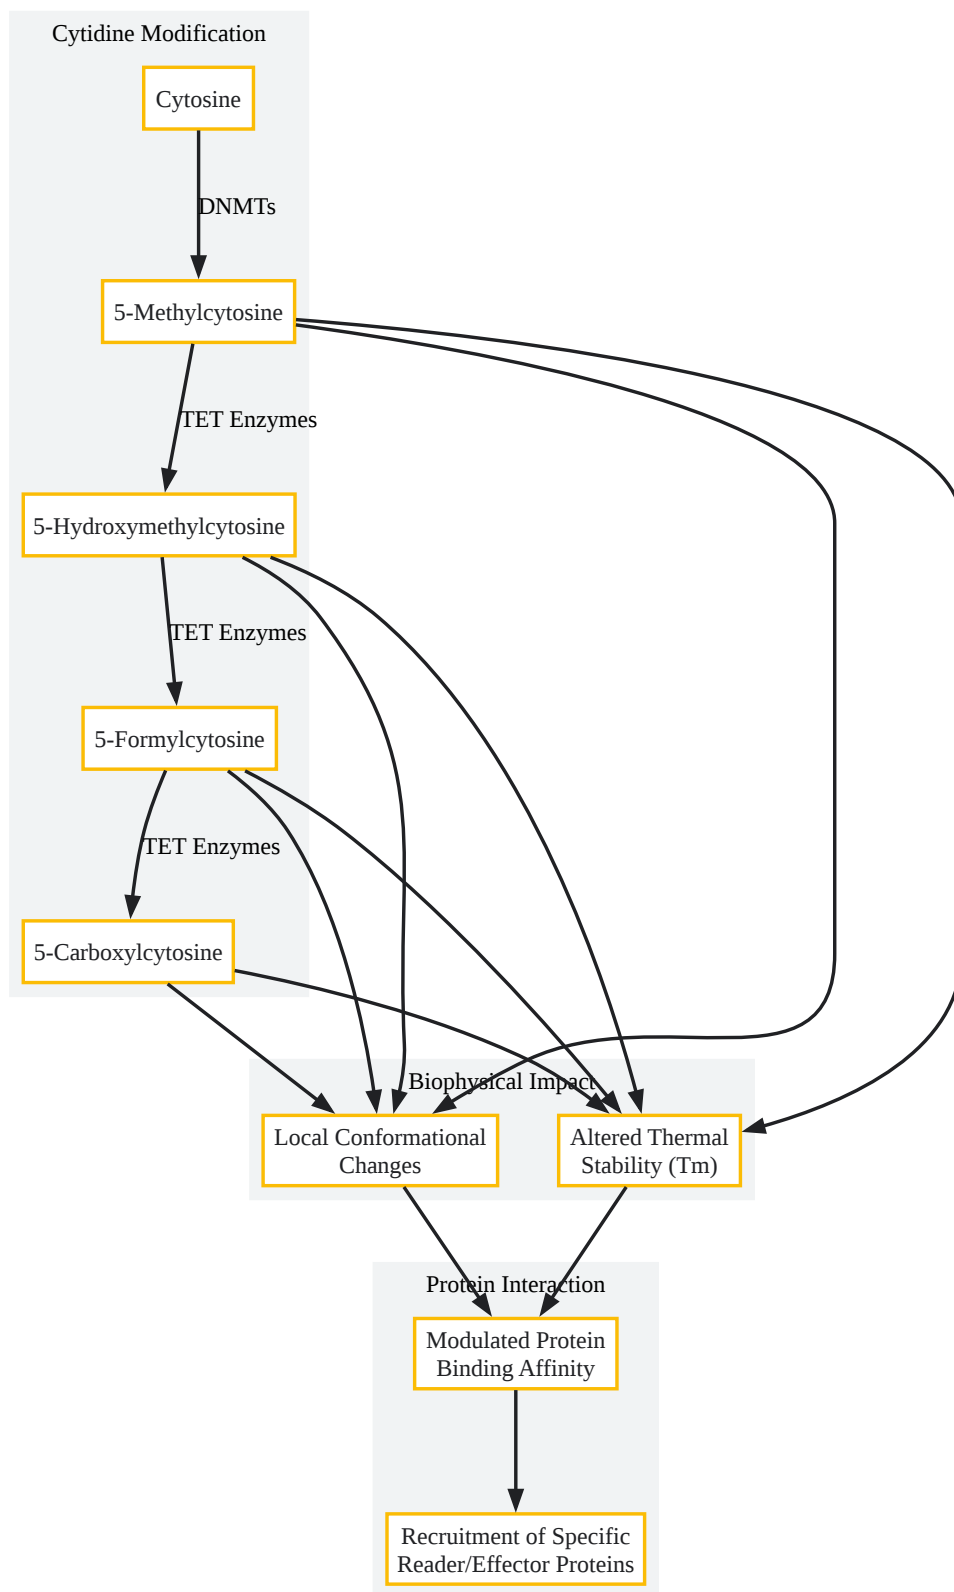 Cytidine Modification
Cytosine
DNMTs
5-Methylcytosine
TET Enzymes
5-Hydroxymethylcytosine
TET Enzymes
5-Formylcytosine
TET Enzymes
5-Carboxylcytosine
Biophysical Impact
Local Conformational
Changes
Altered Thermal
Stability (Tm)
Protein Interaction
Modulated Protein
Binding Affinity
Recruitment of Specific
Reader/Effector Proteins